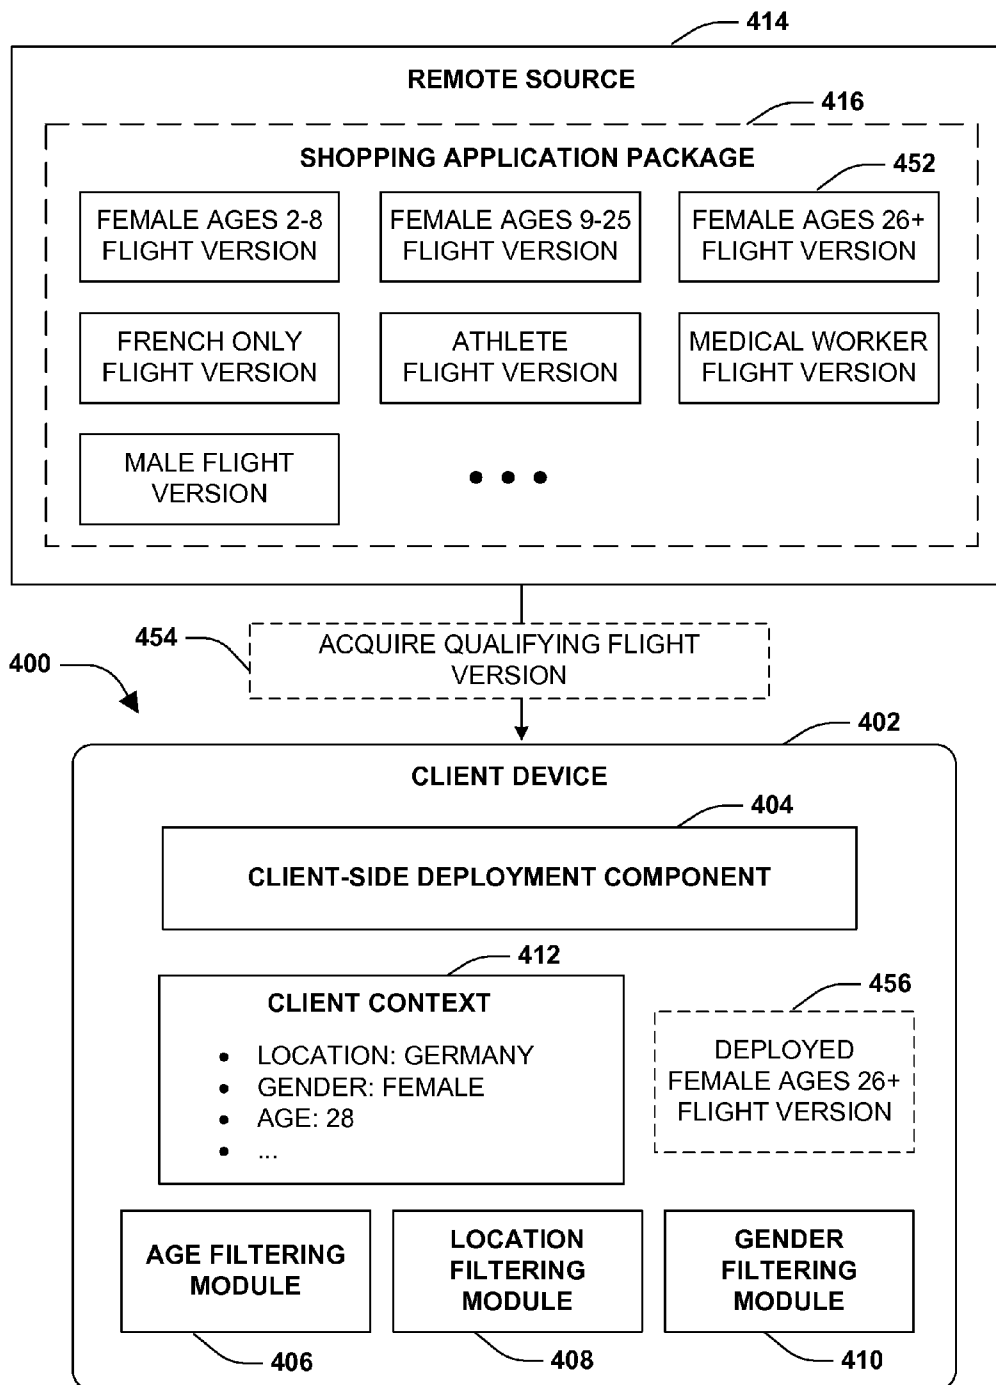 414
REMOTE SOURCE
416
SHOPPING APPLICATION PACKAGE
452
FEMALE AGES 2-8
FLIGHT VERSION
FEMALE AGES 9-25
FLIGHT VERSION
FEMALE AGES 26+
FLIGHT VERSION
FRENCH ONLY
FLIGHT VERSION
ATHLETE
FLIGHT VERSION
MEDICAL WORKER
FLIGHT VERSION
MALE FLIGHT
VERSION
• • •
454
ACQUIRE QUALIFYING FLIGHT
VERSION
400
402
CLIENT DEVICE
404
CLIENT-SIDE DEPLOYMENT COMPONENT
412
CLIENT CONTEXT
• LOCATION: GERMANY
• GENDER: FEMALE
• AGE: 28
• ...
456
DEPLOYED
FEMALE AGES 26+
FLIGHT VERSION
AGE FILTERING
MODULE
LOCATION
FILTERING
MODULE
GENDER
FILTERING
MODULE
406
408
410